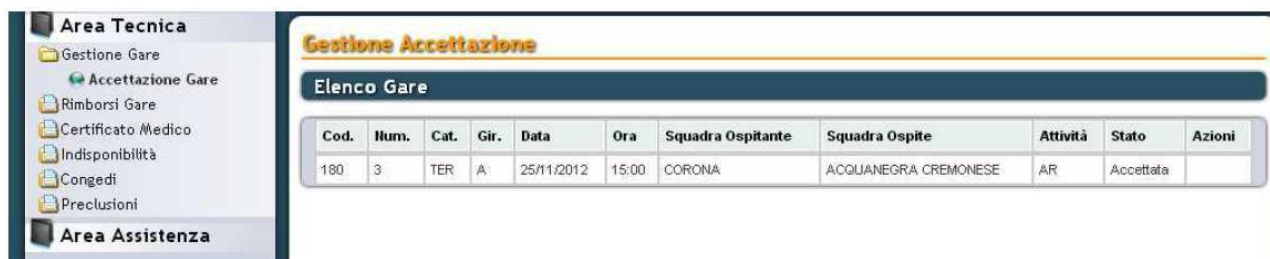 Area Tecnica
Gestione Gare
Accettazione Gare
Rimborsi Gare
Certificato Medico
Indisponibilità
Congedi
Preclusioni
Area Assistenza
Gestione Accettazione
Elenco Gare
Cod. Num. Cat. Gir. Data Ora Squadra Ospitante Squadra Ospite Attività Stato Azioni
180 3 TER A 25/11/2012 15:00 CORONA ACQUANEGRA CREMONESE AR Accettata